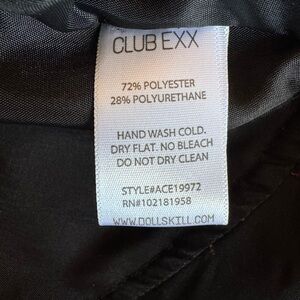 CLUB EXX
72% POLYESTER
28% POLYURETHANE
HAND WASH COLD.
DRY FLAT. NO BLEACH
DO NOT DRY CLEAN
STYLE#ACE19972
RN#102181958
WWW.DOLLSKILL.COM